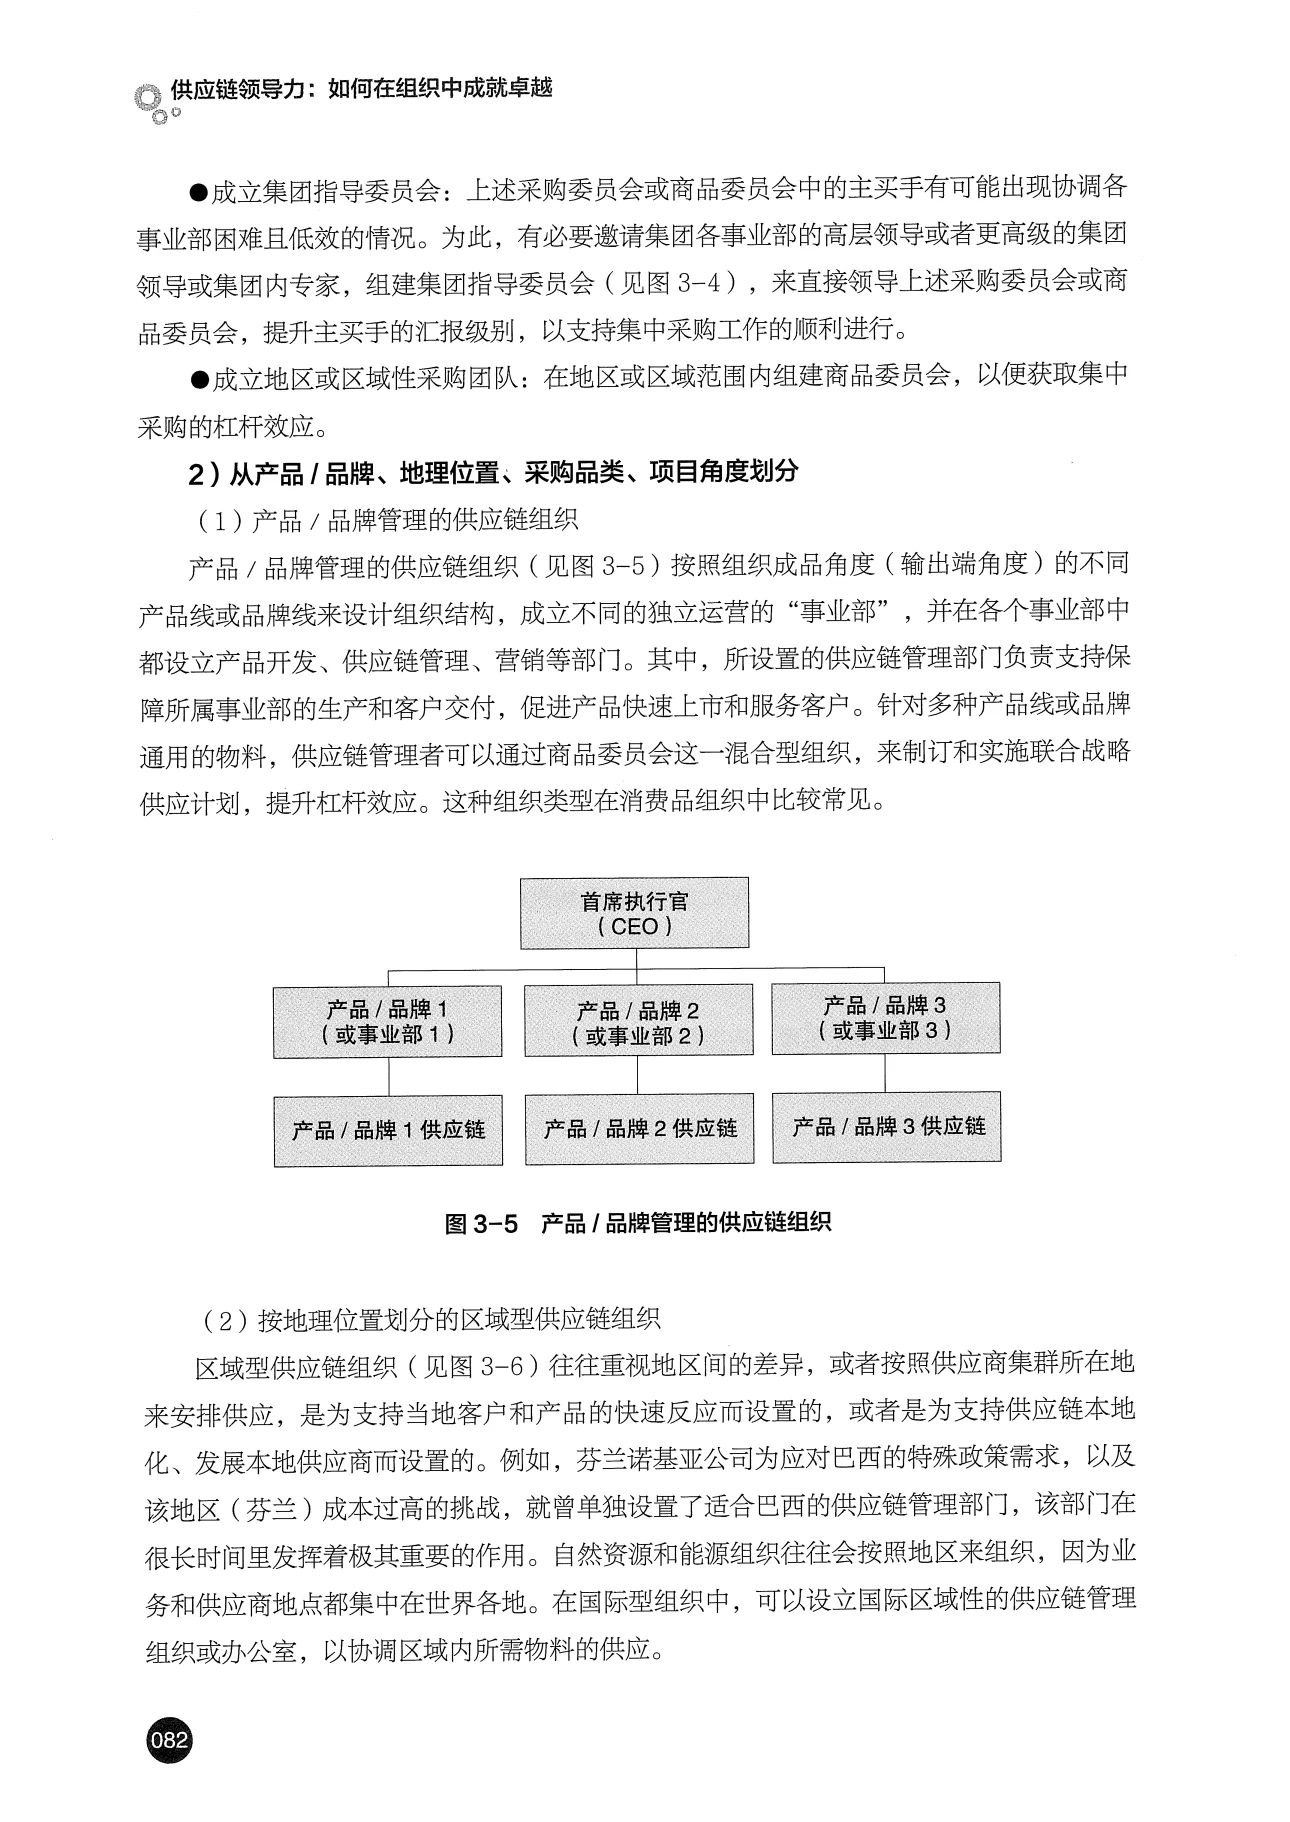 供应链领导力：如何在组织中成就卓越
●成立集团指导委员会：上述采购委员会或商品委员会中的主买手有可能出现协调各
事业部困难且低效的情况。为此，有必要邀请集团各事业部的高层领导或者更高级的集团
领导或集团内专家，组建集团指导委员会（见图 3-4），来直接领导上述采购委员会或商
品委员会，提升主买手的汇报级别，以支持集中采购工作的顺利进行。
●成立地区或区域性采购团队：在地区或区域范围内组建商品委员会，以便获取集中
采购的杠杆效应。
2）从产品 / 品牌、地理位置、采购品类、项目角度划分
（1）产品 / 品牌管理的供应链组织
产品 / 品牌管理的供应链组织（见图 3-5）按照组织成品角度（输出端角度）的不同
产品线或品牌线来设计组织结构，成立不同的独立运营的“事业部”，并在各个事业部中
都设立产品开发、供应链管理、营销等部门。其中，所设置的供应链管理部门负责支持保
障所属事业部的生产和客户交付，促进产品快速上市和服务客户。针对多种产品线或品牌
通用的物料，供应链管理者可以通过商品委员会这一混合型组织，来制订和实施联合战略
供应计划，提升杠杆效应。这种组织类型在消费品组织中比较常见。
首席执行官
（CEO）
产品 / 品牌 1
（或事业部 1）
产品 / 品牌 2
（或事业部 2）
产品 / 品牌 3
（或事业部 3）
产品 / 品牌 1 供应链
产品 / 品牌 2 供应链
产品 / 品牌 3 供应链
图 3-5 产品 / 品牌管理的供应链组织
（2）按地理位置划分的区域型供应链组织
区域型供应链组织（见图 3-6）往往重视地区间的差异，或者按照供应商集群所在地
来安排供应，是为支持当地客户和产品的快速反应而设置的，或者是为支持供应链本地
化、发展本地供应商而设置的。例如，芬兰诺基亚公司为应对巴西的特殊政策需求，以及
该地区（芬兰）成本过高的挑战，就曾单独设置了适合巴西的供应链管理部门，该部门在
很长时间里发挥着极其重要的作用。自然资源和能源组织往往会按照地区来组织，因为业
务和供应商地点都集中在世界各地。在国际型组织中，可以设立国际区域性的供应链管理
组织或办公室，以协调区域内所需物料的供应。
082